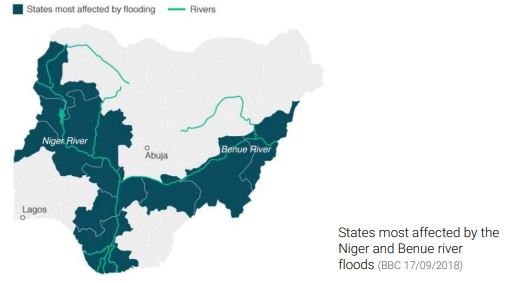 States most affected by flooding
Rivers
Niger River
Abuja
Benue River
Lagos
States most affected by the
Niger and Benue river
floods (BBC 17/09/2018)